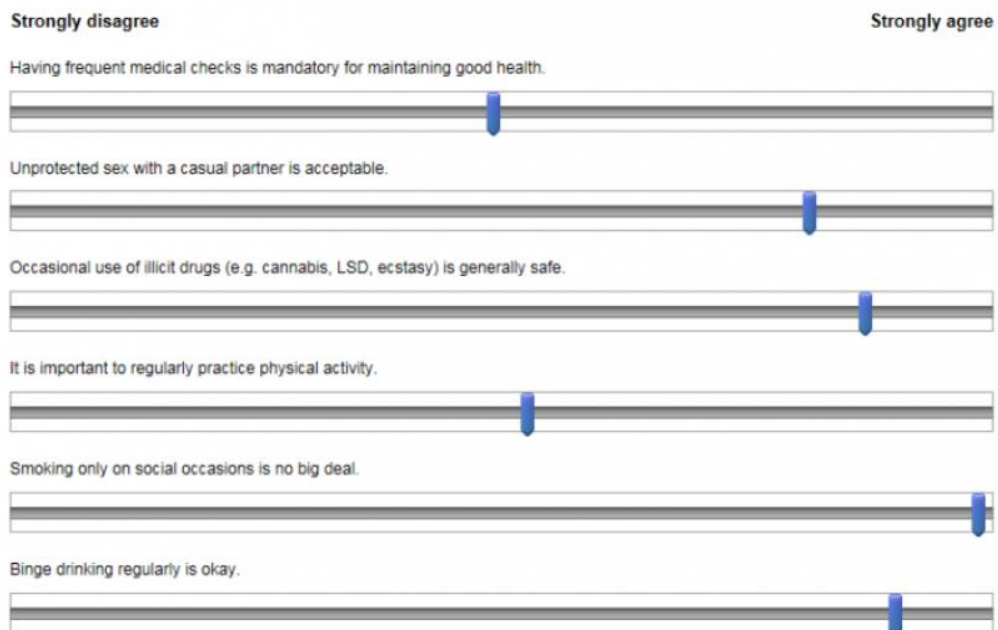 Strongly disagree Strongly agree
Having frequent medical checks is mandatory for maintaining good health.
Unprotected sex with a casual partner is acceptable.
Occasional use of illicit drugs (e.g. cannabis, LSD, ecstasy) is generally safe.
It is important to regularly practice physical activity.
Smoking only on social occasions is no big deal.
Binge drinking regularly is okay.